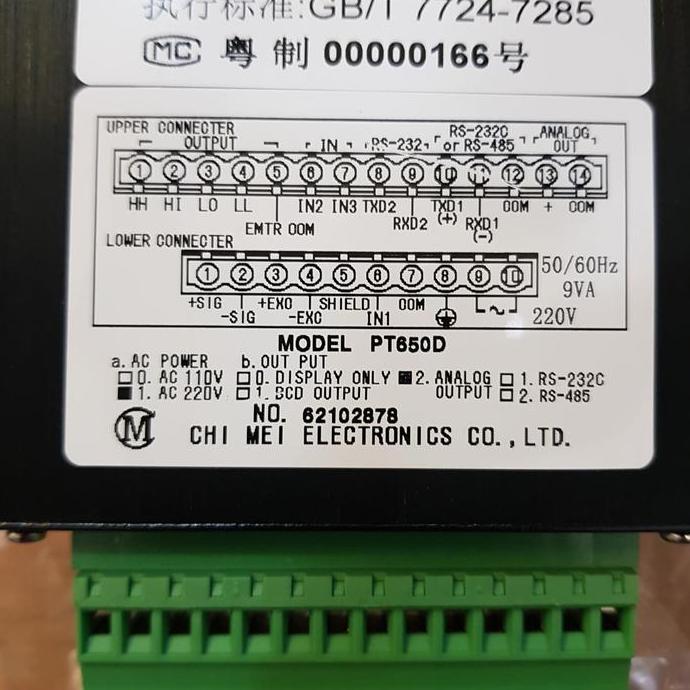 执行标准:GB/T 7724-7285
MC 粤 制 00000166号
UPPER CONNECTER
OUTPUT IN RS-232 RS-232C or RS-485 ANALOG OUT
1 2 3 4 5 6 7 8 9 10 11 12 13 14
HH HI LO LL EMTR COM IN2 IN3 TXD2 RXD2 TXD1 (+) RXD1 (-) COM + COM
LOWER CONNECTER
1 2 3 4 5 6 7 8 9 10 50/60Hz
9VA
+SIG -SIG +EXC -EXC SHIELD IN1 COM ~ 220V
MODEL PT650D
a. AC POWER b. OUT PUT
0. AC 110V 0. DISPLAY ONLY 2. ANALOG OUTPUT 1. RS-232C
1. AC 220V 1. BCD OUTPUT 2. RS-485
NO. 62102878
M CHI MEI ELECTRONICS CO.,LTD.